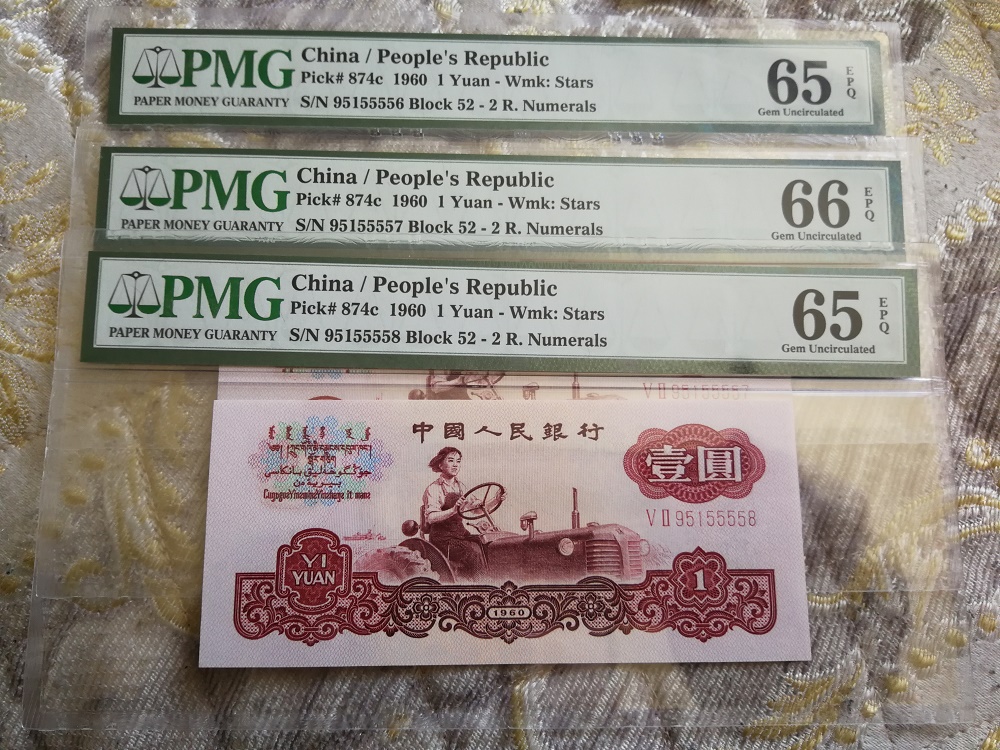 PMG
PAPER MONEY GUARANTY
China / People's Republic
Pick# 874c 1960 1 Yuan - Wmk: Stars
S/N 95155556 Block 52 - 2 R. Numerals
65 EPQ
Gem Uncirculated
PMG
PAPER MONEY GUARANTY
China / People's Republic
Pick# 874c 1960 1 Yuan - Wmk: Stars
S/N 95155557 Block 52 - 2 R. Numerals
66 EPQ
Gem Uncirculated
PMG
PAPER MONEY GUARANTY
China / People's Republic
Pick# 874c 1960 1 Yuan - Wmk: Stars
S/N 95155558 Block 52 - 2 R. Numerals
65 EPQ
Gem Uncirculated
VII 95155557
中國人民銀行
壹圓
VII 95155558
YI
YUAN
1960
1